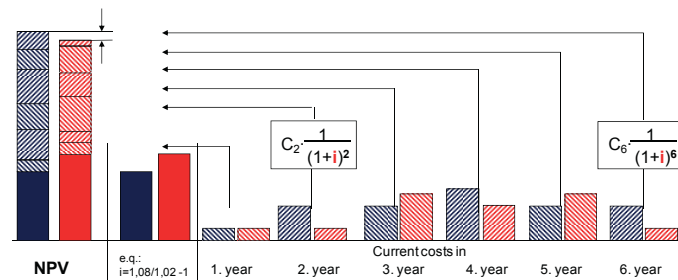 C₂· 1
(1+i)²
C₆· 1
(1+i)⁶
NPV
e.q.:
i=1,08/1,02 -1
Current costs in
1. year
2. year
3. year
4. year
5. year
6. year